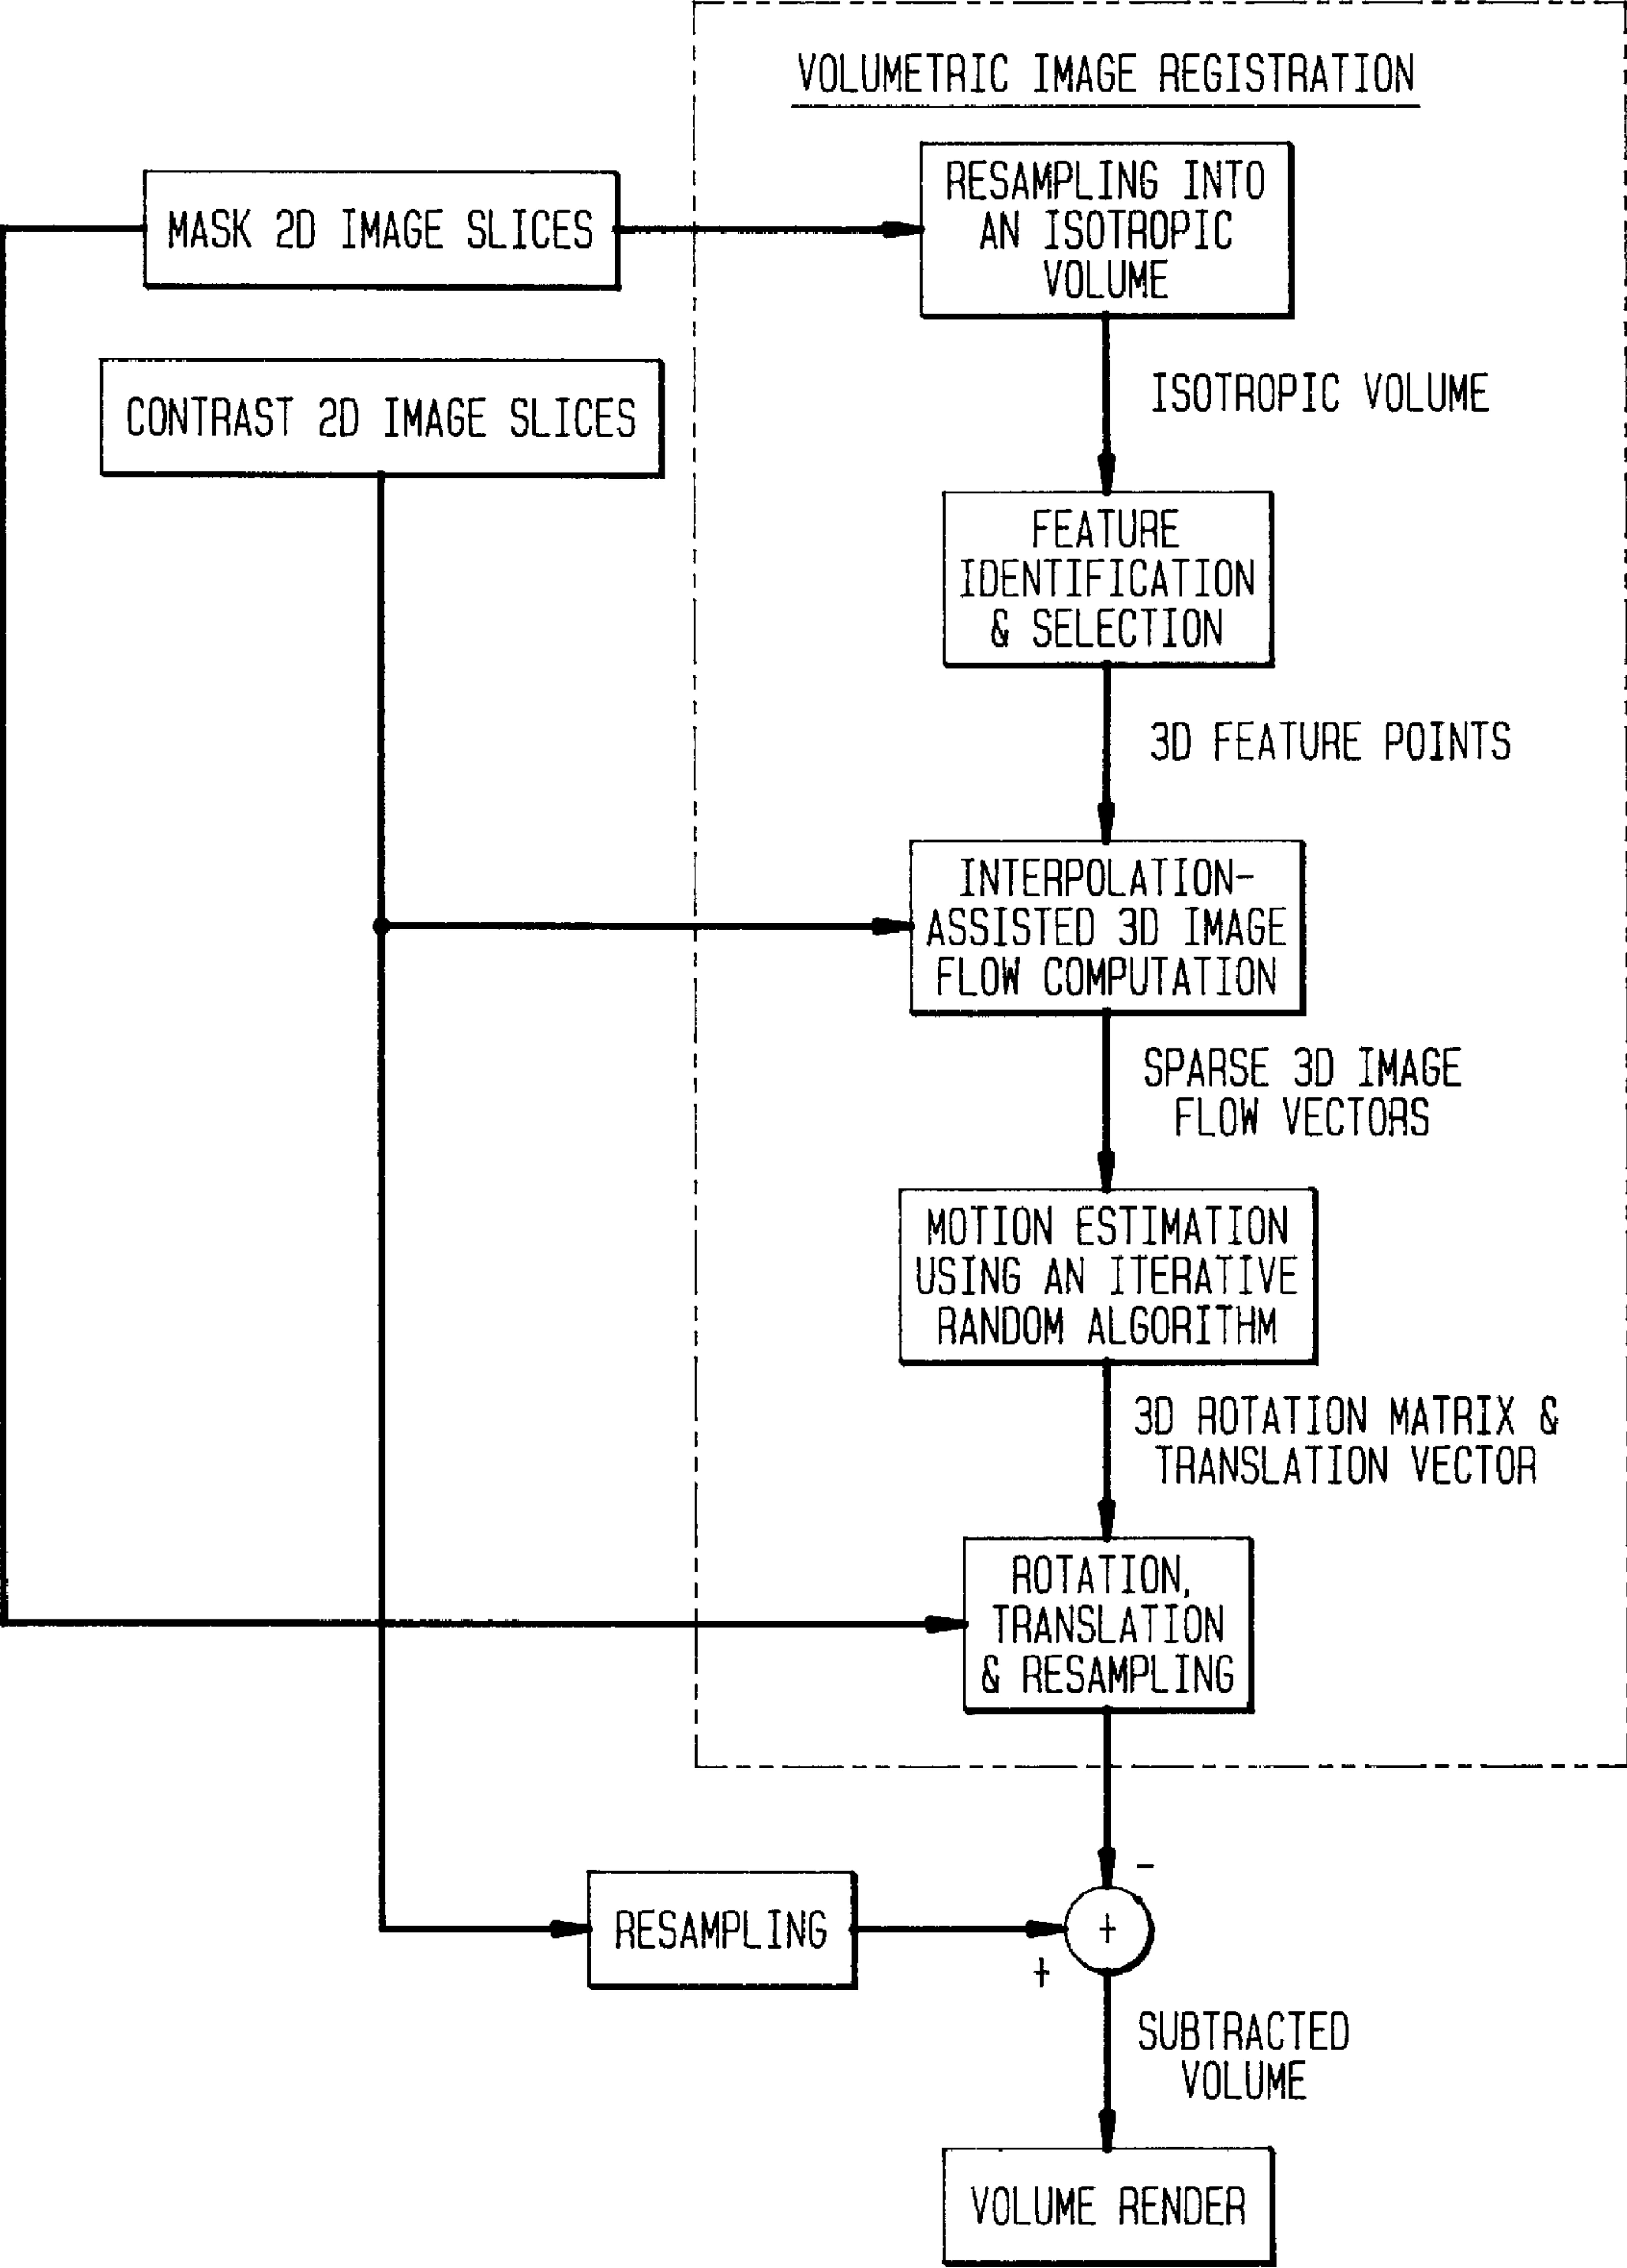 VOLUMETRIC IMAGE REGISTRATION
RESAMPLING INTO
AN ISOTROPIC
VOLUME
MASK 2D IMAGE SLICES
ISOTROPIC VOLUME
CONTRAST 2D IMAGE SLICES
FEATURE
IDENTIFICATION
& SELECTION
3D FEATURE POINTS
INTERPOLATION-
ASSISTED 3D IMAGE
FLOW COMPUTATION
SPARSE 3D IMAGE
FLOW VECTORS
MOTION ESTIMATION
USING AN ITERATIVE
RANDOM ALGORITHM
3D ROTATION MATRIX &
TRANSLATION VECTOR
ROTATION,
TRANSLATION
& RESAMPLING
-
RESAMPLING
+
+
SUBTRACTED
VOLUME
VOLUME RENDER